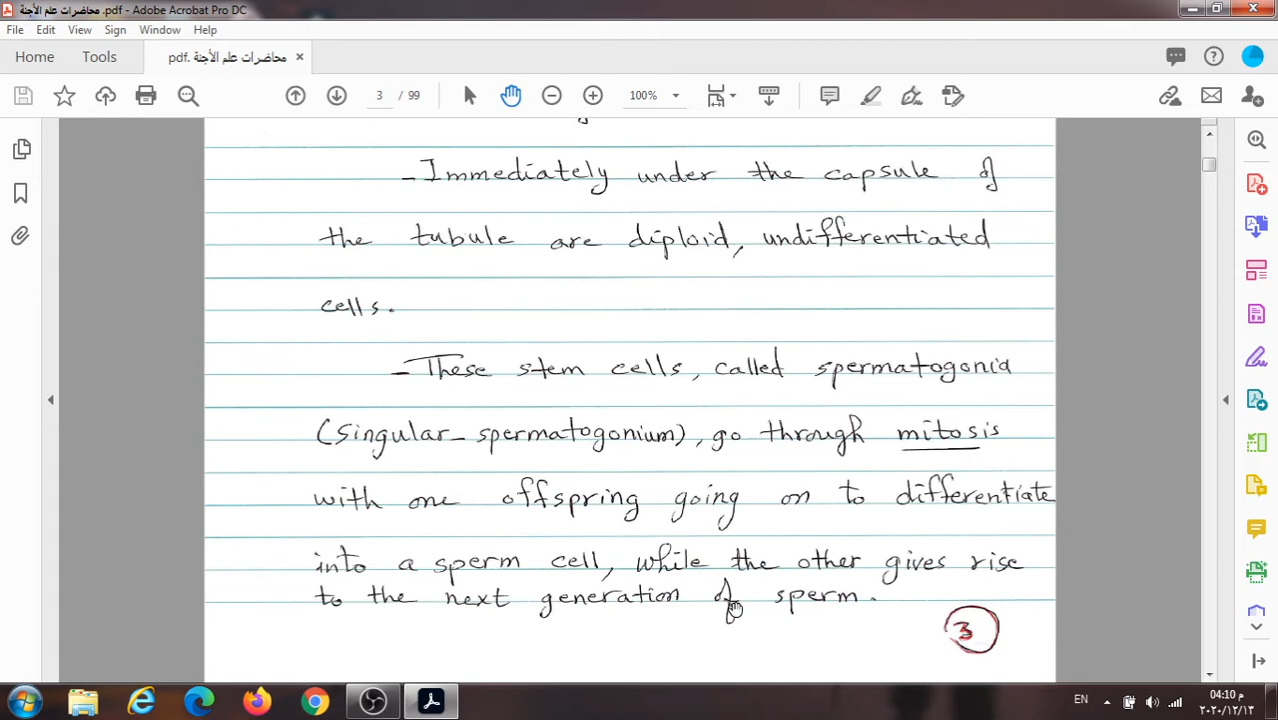 محاضرات علم الأجنة .pdf - Adobe Acrobat Pro DC
File Edit View Sign Window Help
Home Tools محاضرات علم الأجنة .pdf ×
3 / 99 100%
-Immediately under the capsule of
the tubule are diploid, undifferentiated
cells.
-These stem cells, called spermatogonia
(singular-spermatogonium), go through mitosis
with one offspring going on to differentiate
into a sperm cell, while the other gives rise
to the next generation of sperm.
3
EN
04:10 م
٢٠٢٠/١٢/١٣